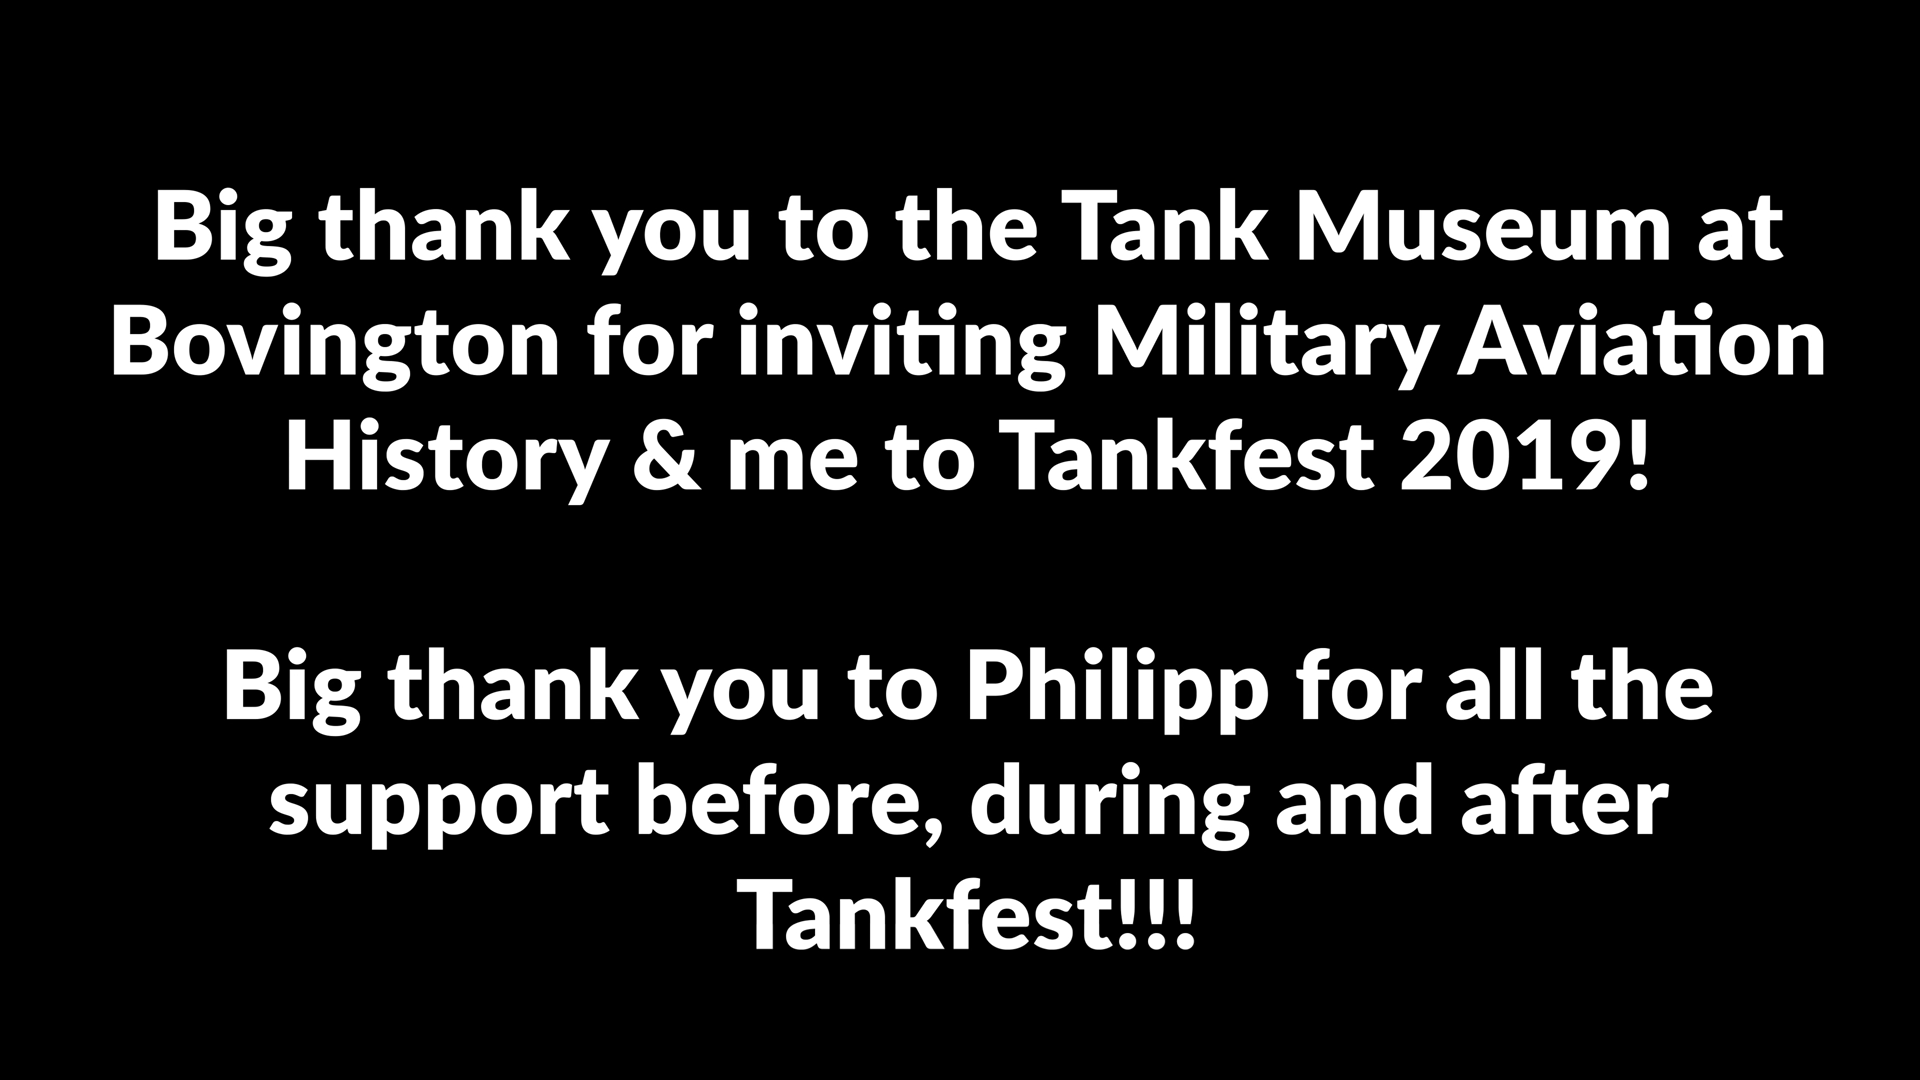 Big thank you to the Tank Museum at
Bovington for inviting Military Aviation
History & me to Tankfest 2019!
Big thank you to Philipp for all the
support before, during and after
Tankfest!!!